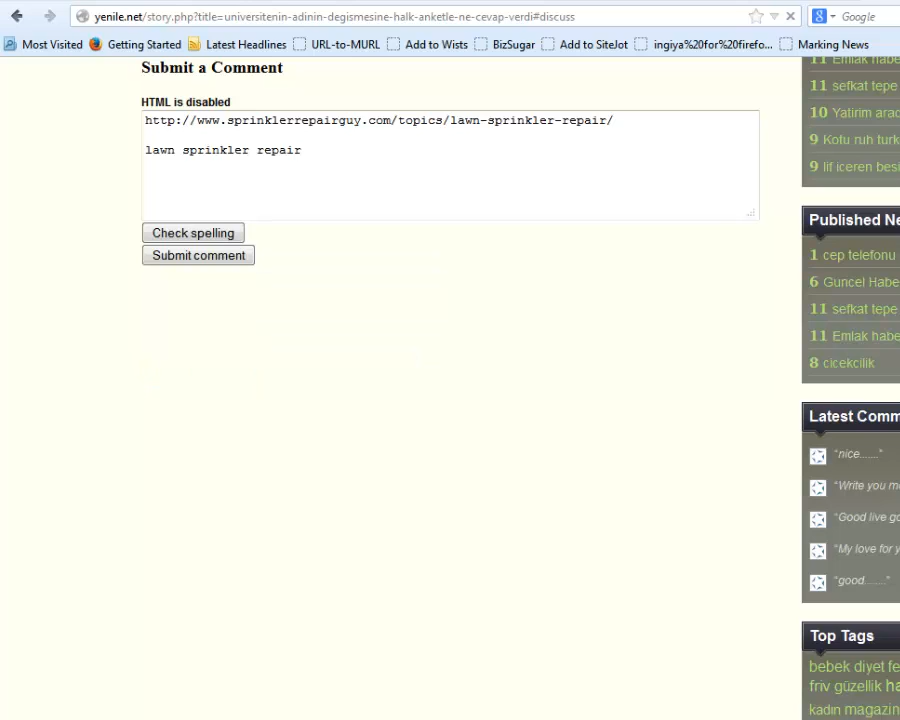 yenile.net/story.php?title=universitenin-adinin-degismesine-halk-anketle-ne-cevap-verdi#discuss
Google
Most Visited Getting Started Latest Headlines URL-to-MURL Add to Wists BizSugar Add to SiteJot ingiya%20for%20firefo... Marking News
Submit a Comment
HTML is disabled
http://www.sprinklerrepairguy.com/topics/lawn-sprinkler-repair/
lawn sprinkler repair
Check spelling
Submit comment
11 Emlak habe
11 sefkat tepe
10 Yatirim arac
9 Kotu ruh turk
9 lif iceren besi
Published Ne
1 cep telefonu
6 Guncel Habe
11 sefkat tepe
11 Emlak habe
8 cicekcilik
Latest Comm
"nice......."
"Write you m
"Good live go
"My love for y
"good........"
Top Tags
bebek diyet fe
friv güzellik ha
kadın magazin